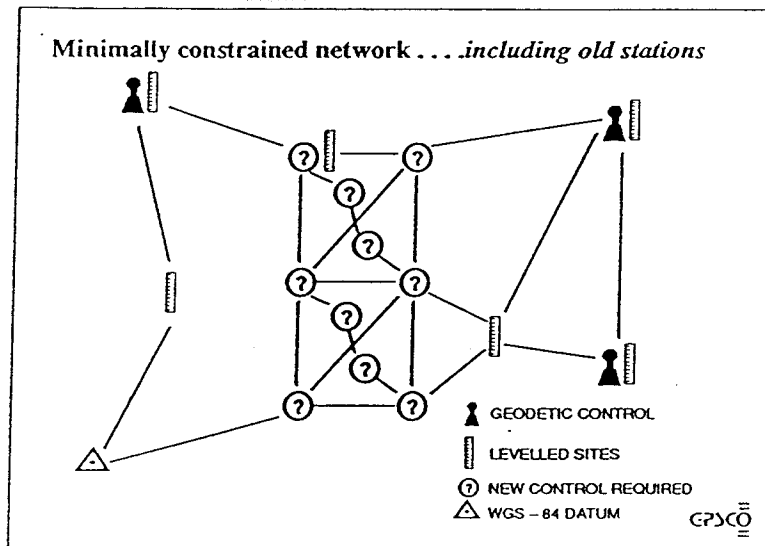 Minimally constrained network . . . .including old stations
?
?
?
?
?
?
?
?
?
?
GEODETIC CONTROL
LEVELLED SITES
? NEW CONTROL REQUIRED
WGS – 84 DATUM
GPSCO